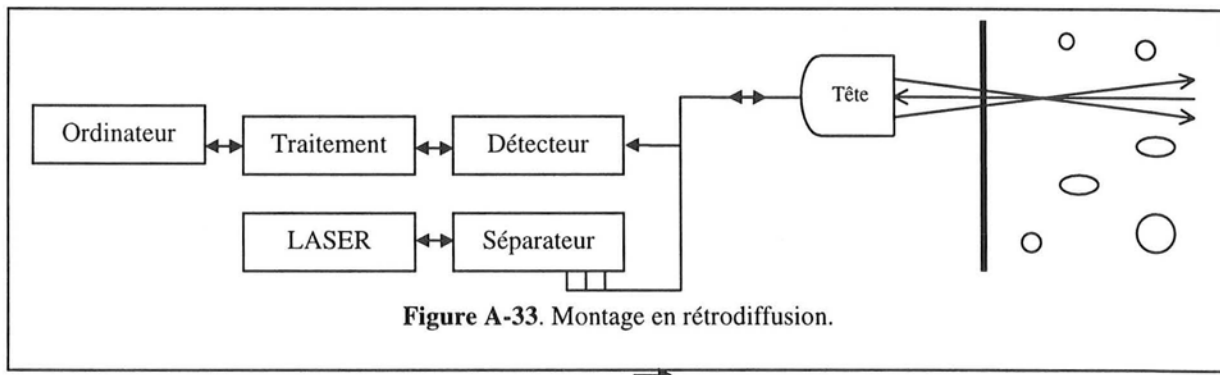 Tête
Ordinateur
Traitement
Détecteur
LASER
Séparateur
Figure A-33. Montage en rétrodiffusion.